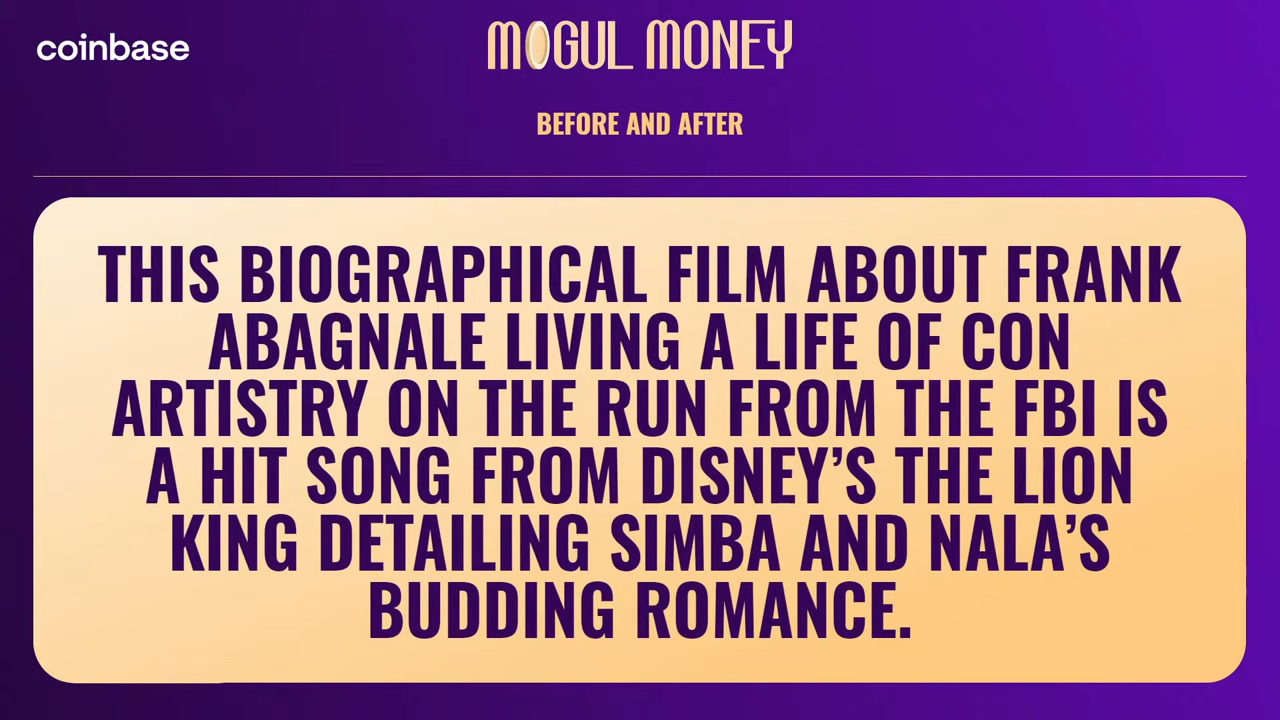 coinbase
MOGUL MONEY
BEFORE AND AFTER
THIS BIOGRAPHICAL FILM ABOUT FRANK
ABAGNALE LIVING A LIFE OF CON
ARTISTRY ON THE RUN FROM THE FBI IS
A HIT SONG FROM DISNEY’S THE LION
KING DETAILING SIMBA AND NALA’S
BUDDING ROMANCE.